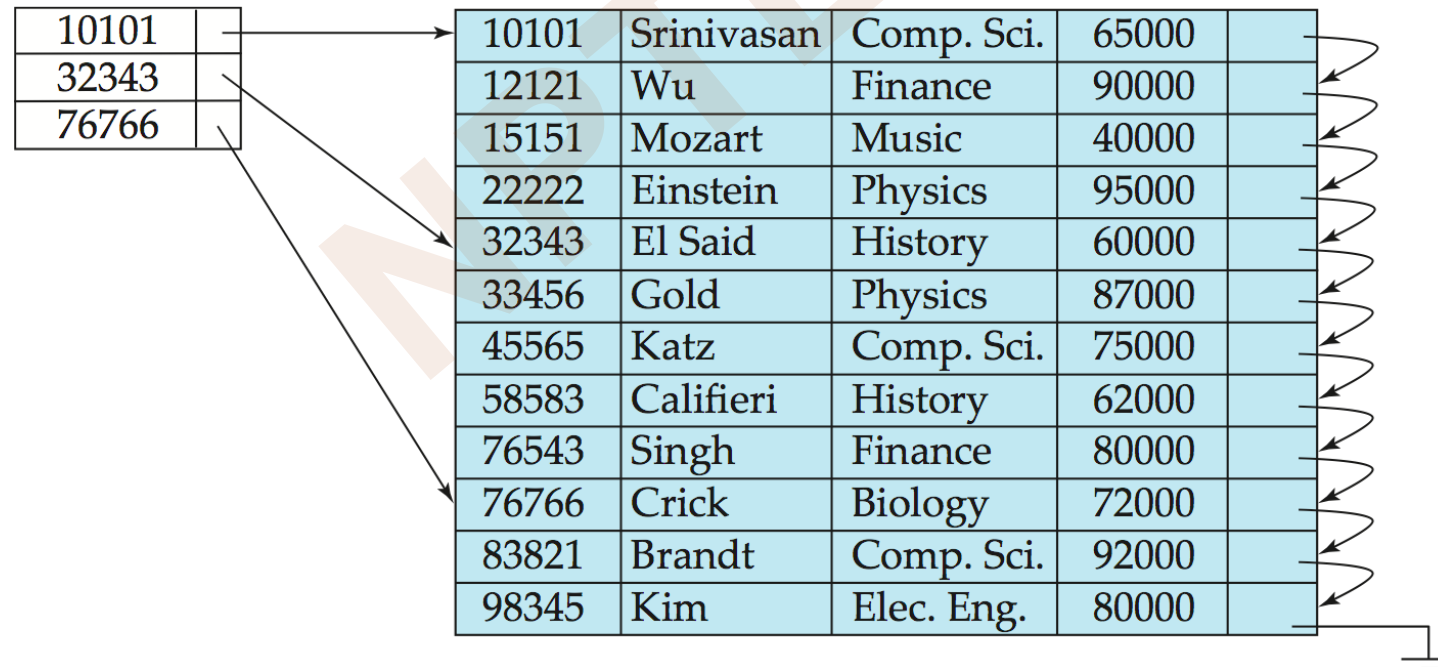 10101
32343
76766
10101 Srinivasan Comp. Sci. 65000
12121 Wu Finance 90000
15151 Mozart Music 40000
22222 Einstein Physics 95000
32343 El Said History 60000
33456 Gold Physics 87000
45565 Katz Comp. Sci. 75000
58583 Califieri History 62000
76543 Singh Finance 80000
76766 Crick Biology 72000
83821 Brandt Comp. Sci. 92000
98345 Kim Elec. Eng. 80000
NPTE